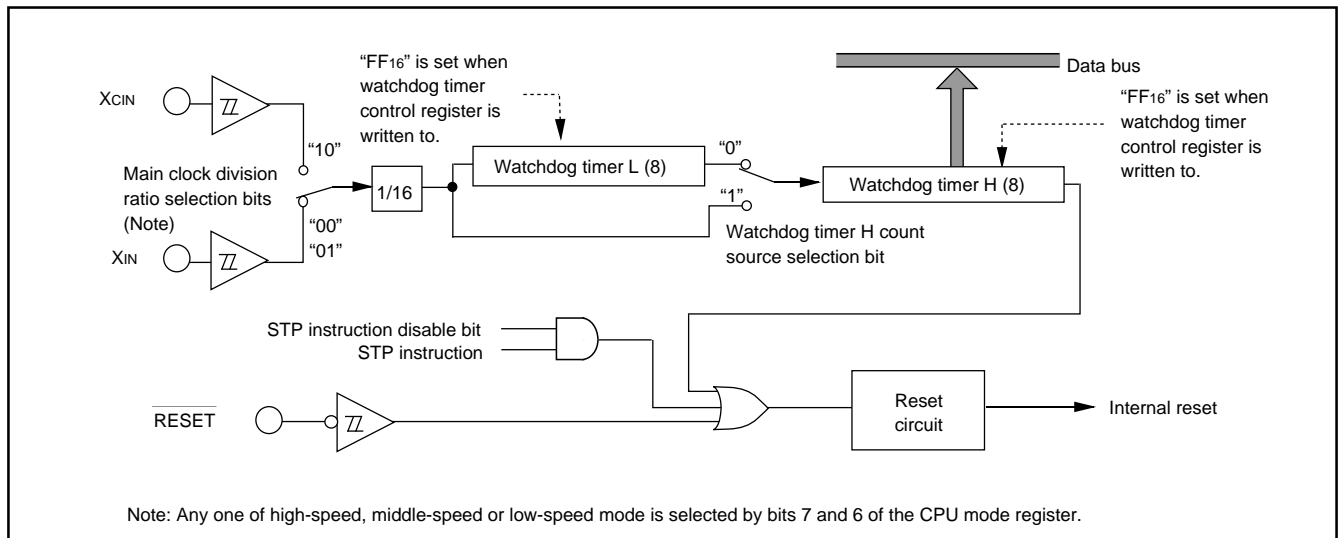 “FF16” is set when
watchdog timer
control register is
written to.
Data bus
“FF16” is set when
watchdog timer
control register is
written to.
XCIN
“10”
Main clock division
ratio selection bits
(Note)
“00”
“01”
XIN
1/16
Watchdog timer L (8)
“0”
“1”
Watchdog timer H count
source selection bit
Watchdog timer H (8)
STP instruction disable bit
STP instruction
RESET
Reset
circuit
Internal reset
Note: Any one of high-speed, middle-speed or low-speed mode is selected by bits 7 and 6 of the CPU mode register.